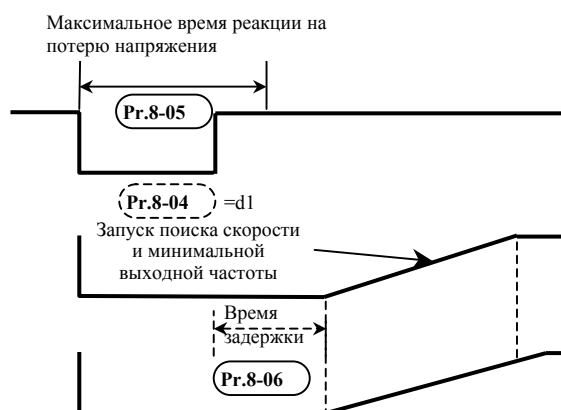 Максимальное время реакции на
потерю напряжения
Pr.8-05
Pr.8-04 =d1
Запуск поиска скорости
и минимальной
выходной частоты
Время
задержки
Pr.8-06